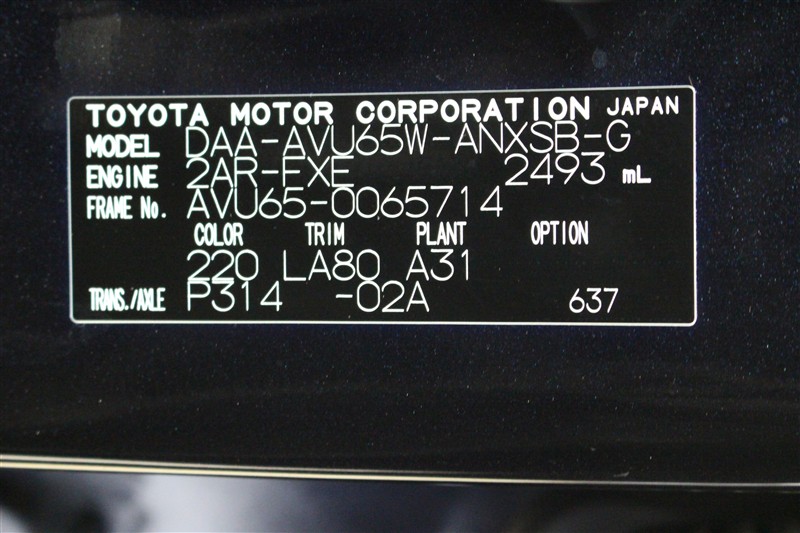 TOYOTA MOTOR CORPORATION JAPAN
MODEL DAA-AVU65W-ANXSB-G
ENGINE 2AR-FXE 2493 mL
FRAME No. AVU65-0065714
COLOR TRIM PLANT OPTION
220 LA80 A31
TRANS./AXLE P314 -02A 637